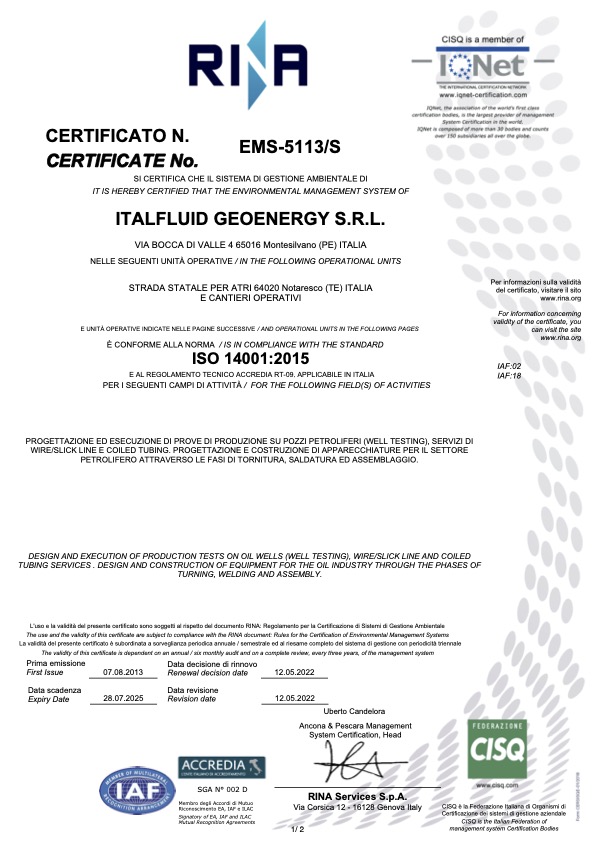 RINA
CISQ is a member of
IQNet
THE INTERNATIONAL CERTIFICATION NETWORK
www.iqnet-certification.com
IQNet, the association of the world's first class
certification bodies, is the largest provider of management
System Certification in the world.
IQNet is composed of more than 30 bodies and counts
over 150 subsidiaries all over the globe.
CERTIFICATO N.
CERTIFICATE No.
EMS-5113/S
SI CERTIFICA CHE IL SISTEMA DI GESTIONE AMBIENTALE DI
IT IS HEREBY CERTIFIED THAT THE ENVIRONMENTAL MANAGEMENT SYSTEM OF
ITALFLUID GEOENERGY S.R.L.
VIA BOCCA DI VALLE 4 65016 Montesilvano (PE) ITALIA
NELLE SEGUENTI UNITÀ OPERATIVE / IN THE FOLLOWING OPERATIONAL UNITS
STRADA STATALE PER ATRI 64020 Notaresco (TE) ITALIA
E CANTIERI OPERATIVI
Per informazioni sulla validità
del certificato, visitare il sito
www.rina.org
For information concerning
validity of the certificate, you
can visit the site
www.rina.org
E UNITÀ OPERATIVE INDICATE NELLE PAGINE SUCCESSIVE / AND OPERATIONAL UNITS IN THE FOLLOWING PAGES
È CONFORME ALLA NORMA / IS IN COMPLIANCE WITH THE STANDARD
ISO 14001:2015
E AL REGOLAMENTO TECNICO ACCREDIA RT-09, APPLICABILE IN ITALIA
PER I SEGUENTI CAMPI DI ATTIVITÀ / FOR THE FOLLOWING FIELD(S) OF ACTIVITIES
IAF:02
IAF:18
PROGETTAZIONE ED ESECUZIONE DI PROVE DI PRODUZIONE SU POZZI PETROLIFERI (WELL TESTING), SERVIZI DI
WIRE/SLICK LINE E COILED TUBING. PROGETTAZIONE E COSTRUZIONE DI APPARECCHIATURE PER IL SETTORE
PETROLIFERO ATTRAVERSO LE FASI DI TORNITURA, SALDATURA ED ASSEMBLAGGIO.
DESIGN AND EXECUTION OF PRODUCTION TESTS ON OIL WELLS (WELL TESTING), WIRE/SLICK LINE AND COILED
TUBING SERVICES . DESIGN AND CONSTRUCTION OF EQUIPMENT FOR THE OIL INDUSTRY THROUGH THE PHASES OF
TURNING, WELDING AND ASSEMBLY.
L'uso e la validità del presente certificato sono soggetti al rispetto del documento RINA: Regolamento per la Certificazione di Sistemi di Gestione Ambientale
The use and the validity of this certificate are subject to compliance with the RINA document: Rules for the Certification of Environmental Management Systems
La validità del presente certificato è subordinata a sorveglianza periodica annuale / semestrale ed al riesame completo del sistema di gestione con periodicità triennale
The validity of this certificate is dependent on an annual / six monthly audit and on a complete review, every three years, of the management system
Prima emissione
First Issue
07.08.2013
Data decisione di rinnovo
Renewal decision date
12.05.2022
Data scadenza
Expiry Date
28.07.2025
Data revisione
Revision date
12.05.2022
Uberto Candelora
Ancona & Pescara Management
System Certification, Head
RINA Services S.p.A.
Via Corsica 12 - 16128 Genova Italy
MEMBER OF MULTILATERAL
IAF
RECOGNITION ARRANGEMENT
ACCREDIA
L'ENTE ITALIANO DI ACCREDITAMENTO
SGA N° 002 D
Membro degli Accordi di Mutuo
Riconoscimento EA, IAF e ILAC
Signatory of EA, IAF and ILAC
Mutual Recognition Agreements
FEDERAZIONE
CISQ
www.cisq.com
CISQ è la Federazione Italiana di Organismi di
Certificazione dei sistemi di gestione aziendale
CISQ is the Italian Federation of
management system Certification Bodies
1/ 2